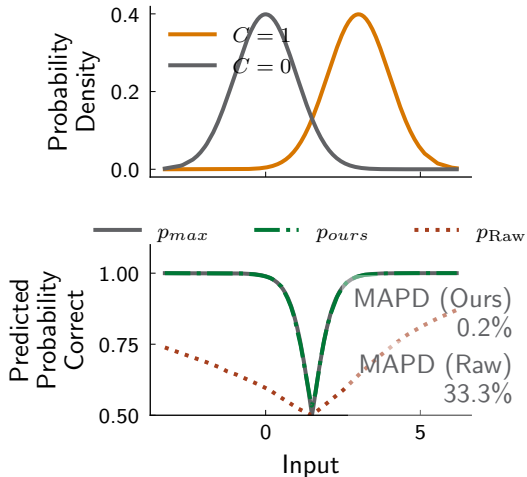 0.4
0.2
0.0
Probability
Density
C = 1
C = 0
p_max
p_ours
p_Raw
1.00
0.75
0.50
Predicted
Probability
Correct
MAPD (Ours)
0.2%
MAPD (Raw)
33.3%
0
5
Input